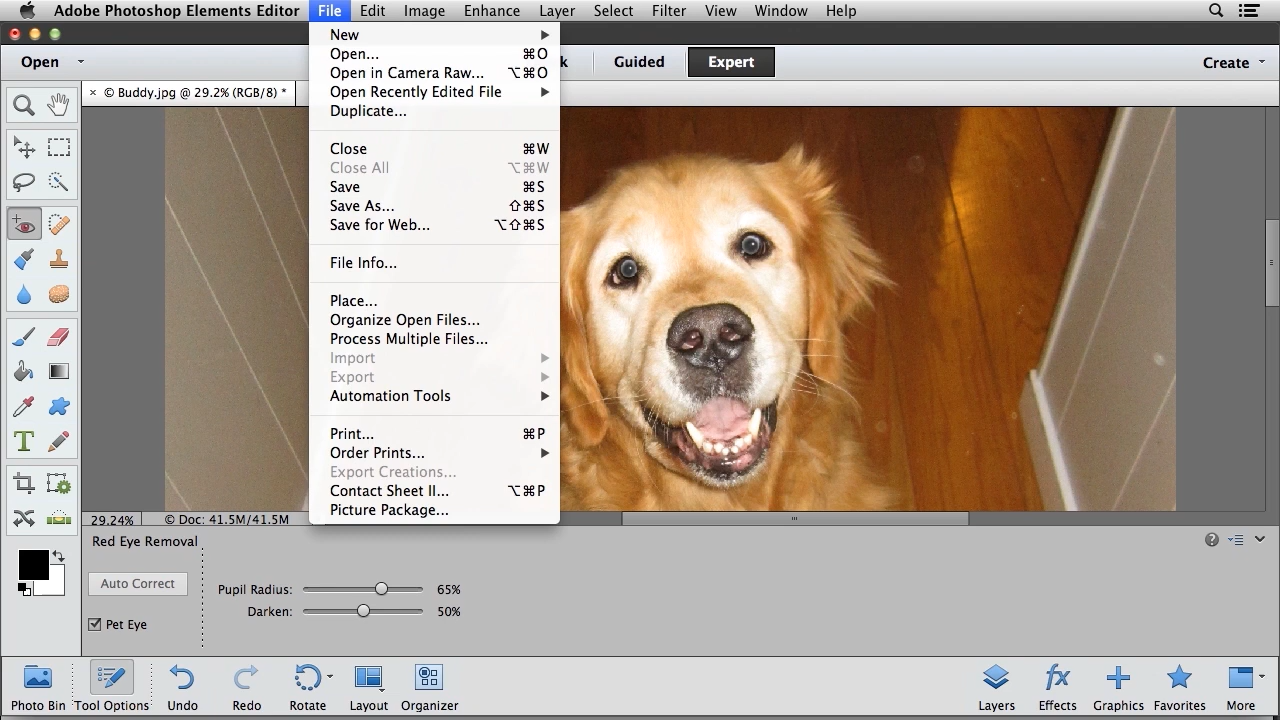 Adobe Photoshop Elements Editor File Edit Image Enhance Layer Select Filter View Window Help
Open k Guided Expert Create
× © Buddy.jpg @ 29.2% (RGB/8) *
New
Open... ⌘O
Open in Camera Raw... ⌥⌘O
Open Recently Edited File
Duplicate...
Close ⌘W
Close All ⌥⌘W
Save ⌘S
Save As... ⇧⌘S
Save for Web... ⌥⇧⌘S
File Info...
Place...
Organize Open Files...
Process Multiple Files...
Import
Export
Automation Tools
Print... ⌘P
Order Prints...
Export Creations...
Contact Sheet II... ⌥⌘P
Picture Package...
T
29.24% © Doc: 41.5M/41.5M
Red Eye Removal
Auto Correct
Pet Eye
Pupil Radius: 65%
Darken: 50%
fx
Photo Bin Tool Options Undo Redo Rotate Layout Organizer Layers Effects Graphics Favorites More